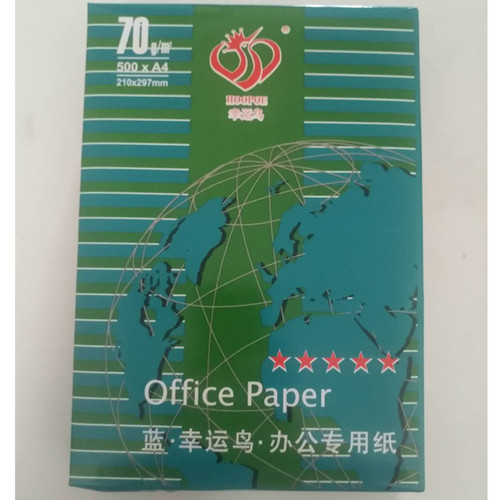 70g/m²
500 x A4
210x297mm
HOOPOE
幸运鸟
Office Paper
蓝·幸运鸟·办公专用纸